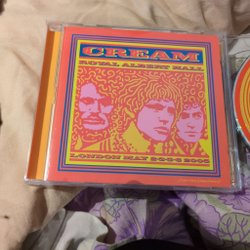 CREAM
ROYAL ALBERT HALL
LONDON MAY 2-3-5-6 2005